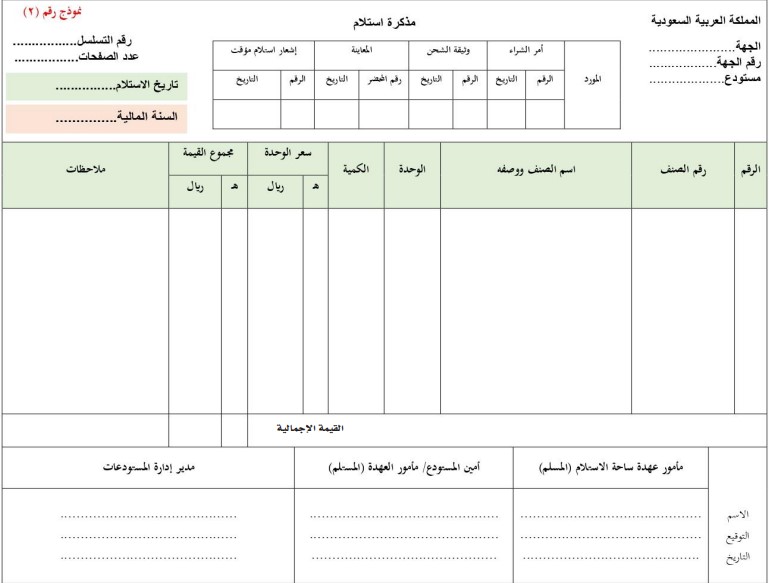 نموذج رقم (٢)
المملكة العربية السعودية
مذكرة استلام
الجهة.......................
رقم الجهة...................
مستودع.....................
رقم التسلسل.................
عدد الصفحات.................
تاريخ الاستلام................
السنة المالية...............
المورد
أمر الشراء
وثيقة الشحن
المعاينة
إشعار استلام مؤقت
الرقم
التاريخ
الرقم
التاريخ
رقم المحضر
التاريخ
الرقم
التاريخ
الرقم
رقم الصنف
اسم الصنف ووصفه
الوحدة
الكمية
سعر الوحدة
مجموع القيمة
ملاحظات
هـ
ريال
هـ
ريال
القيمة الإجمالية
مأمور عهدة ساحة الاستلام (المسلم)
أمين المستودع/ مأمور العهدة (المستلم)
مدير إدارة المستودعات
الاسم
التوقيع
التاريخ